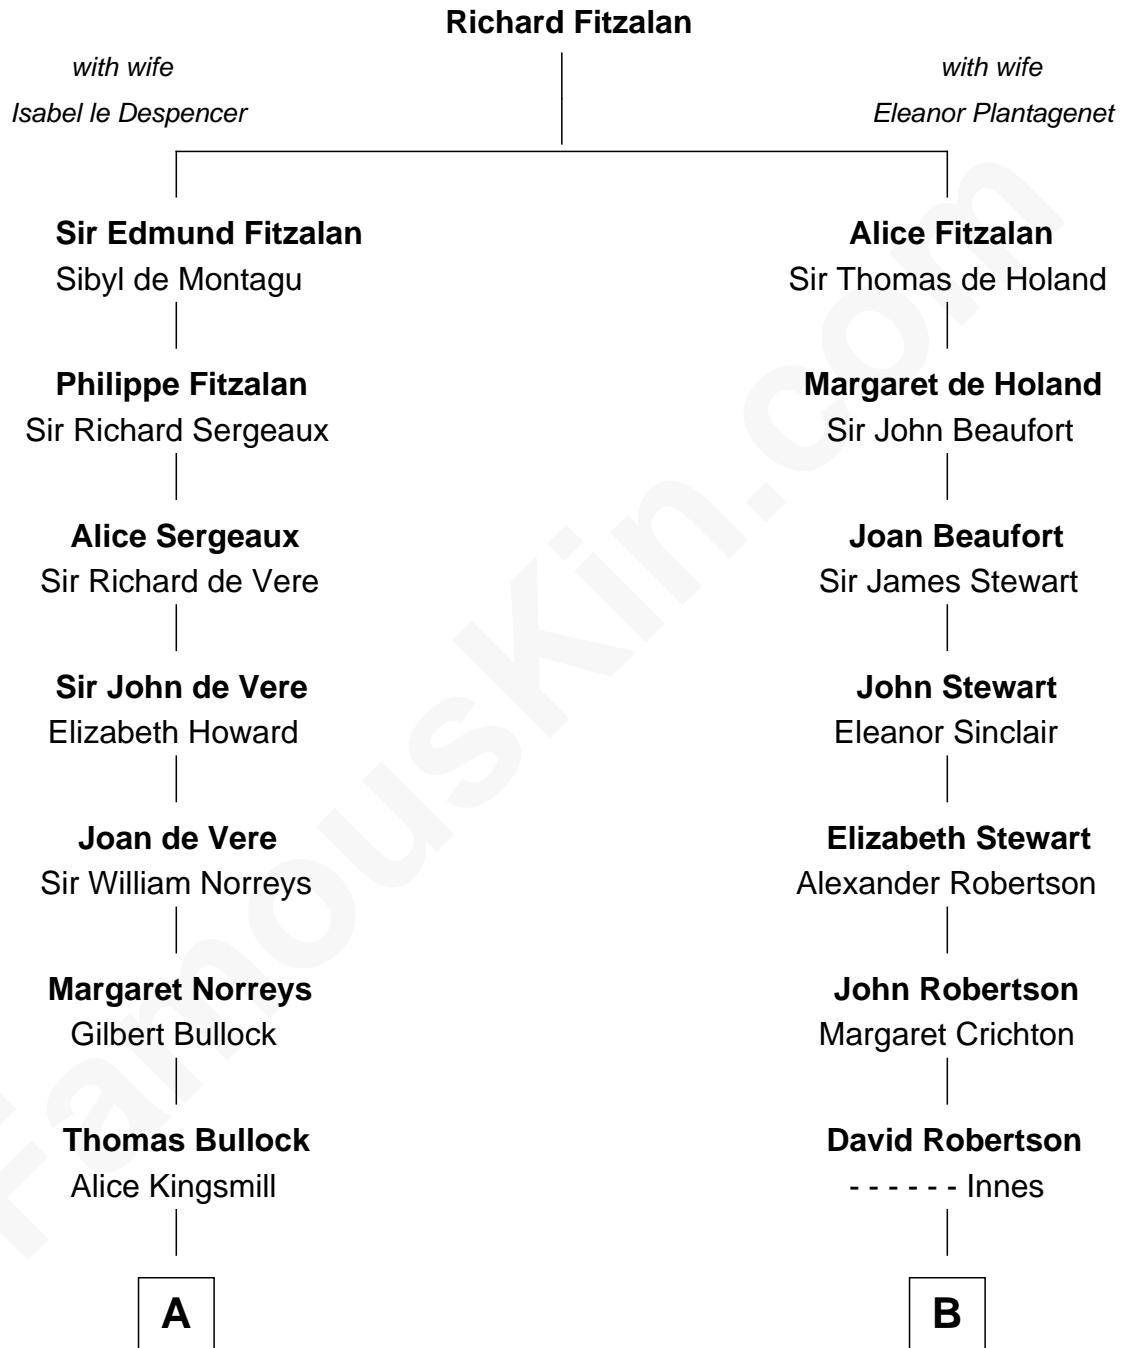 Richard Fitzalan
with wife
Isabel le Despencer
with wife
Eleanor Plantagenet
Sir Edmund Fitzalan
Sibyl de Montagu
Alice Fitzalan
Sir Thomas de Holand
Philippe Fitzalan
Sir Richard Sergeaux
Margaret de Holand
Sir John Beaufort
Alice Sergeaux
Sir Richard de Vere
Joan Beaufort
Sir James Stewart
Sir John de Vere
Elizabeth Howard
John Stewart
Eleanor Sinclair
Joan de Vere
Sir William Norreys
Elizabeth Stewart
Alexander Robertson
Margaret Norreys
Gilbert Bullock
John Robertson
Margaret Crichton
Thomas Bullock
Alice Kingsmill
David Robertson
- - - - - - Innes
A
B
FamousKin.com